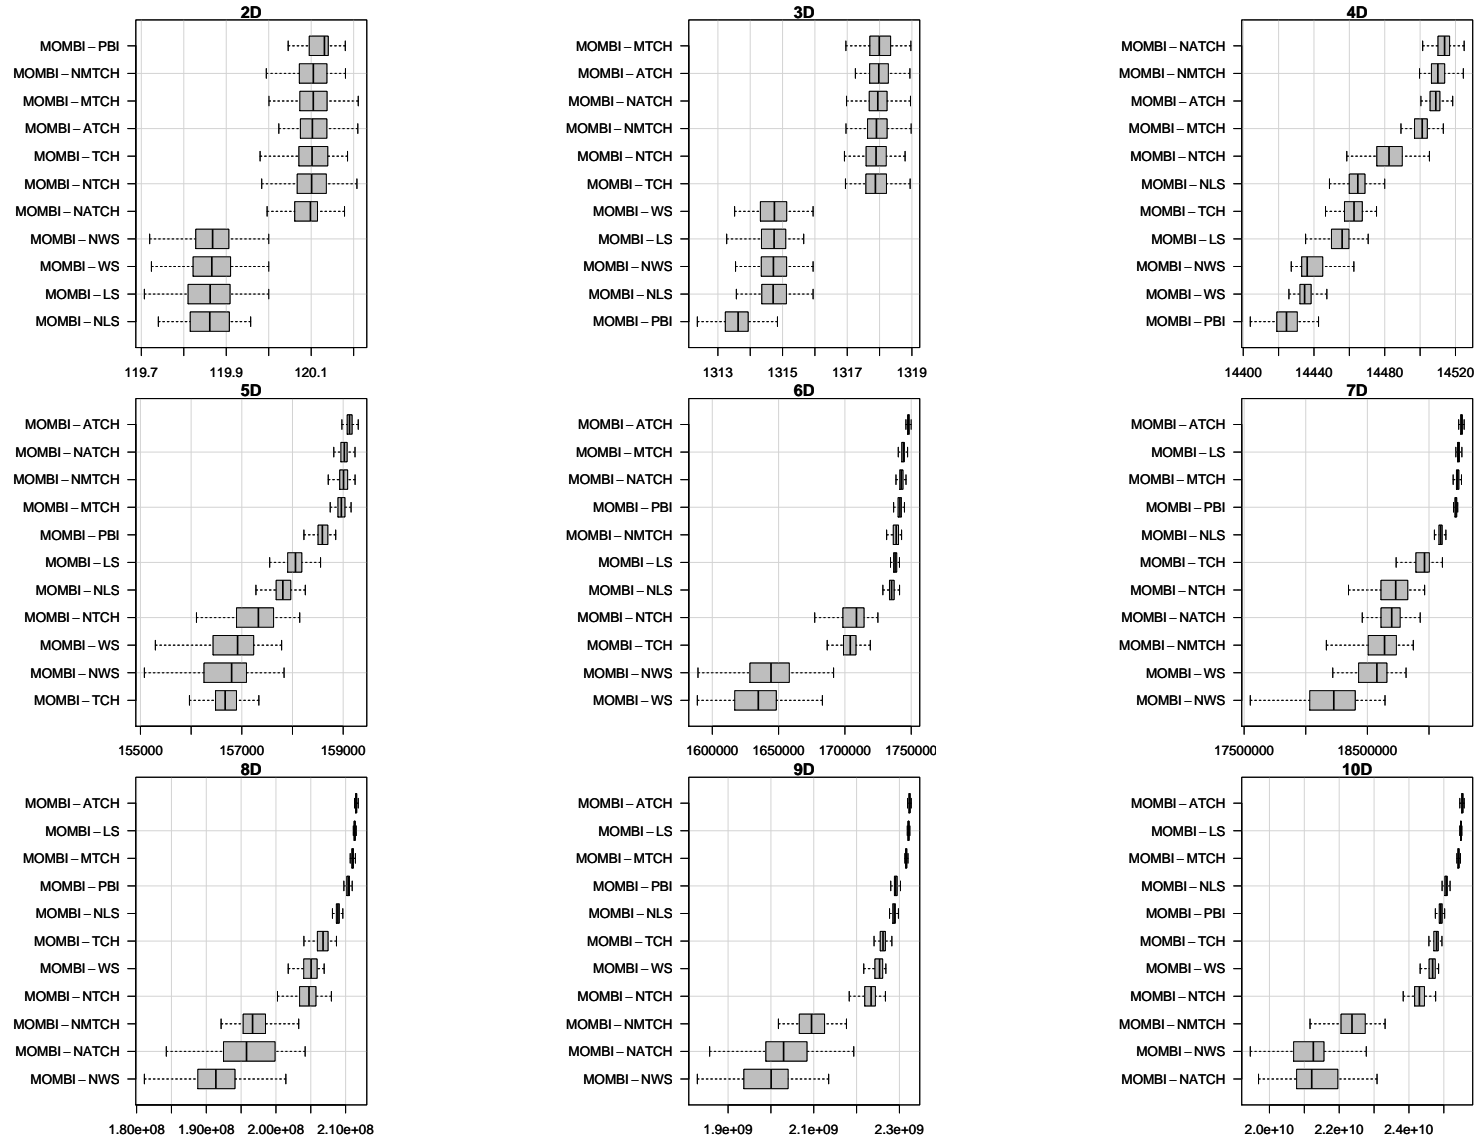 2D
MOMBI−PBI
MOMBI−NMTCH
MOMBI−MTCH
MOMBI−ATCH
MOMBI−TCH
MOMBI−NTCH
MOMBI−NATCH
MOMBI−NWS
MOMBI−WS
MOMBI−LS
MOMBI−NLS
119.7 119.9 120.1
3D
MOMBI−MTCH
MOMBI−ATCH
MOMBI−NATCH
MOMBI−NMTCH
MOMBI−NTCH
MOMBI−TCH
MOMBI−WS
MOMBI−LS
MOMBI−NWS
MOMBI−NLS
MOMBI−PBI
1313 1315 1317 1319
4D
MOMBI−NATCH
MOMBI−NMTCH
MOMBI−ATCH
MOMBI−MTCH
MOMBI−NTCH
MOMBI−NLS
MOMBI−TCH
MOMBI−LS
MOMBI−NWS
MOMBI−WS
MOMBI−PBI
14400 14440 14480 14520
5D
MOMBI−ATCH
MOMBI−NATCH
MOMBI−NMTCH
MOMBI−MTCH
MOMBI−PBI
MOMBI−LS
MOMBI−NLS
MOMBI−NTCH
MOMBI−WS
MOMBI−NWS
MOMBI−TCH
155000 157000 159000
6D
MOMBI−ATCH
MOMBI−MTCH
MOMBI−NATCH
MOMBI−PBI
MOMBI−NMTCH
MOMBI−LS
MOMBI−NLS
MOMBI−NTCH
MOMBI−TCH
MOMBI−NWS
MOMBI−WS
1600000 1650000 1700000 1750000
7D
MOMBI−ATCH
MOMBI−LS
MOMBI−MTCH
MOMBI−PBI
MOMBI−NLS
MOMBI−TCH
MOMBI−NTCH
MOMBI−NATCH
MOMBI−NMTCH
MOMBI−WS
MOMBI−NWS
17500000 18500000
8D
MOMBI−ATCH
MOMBI−LS
MOMBI−MTCH
MOMBI−PBI
MOMBI−NLS
MOMBI−TCH
MOMBI−WS
MOMBI−NTCH
MOMBI−NMTCH
MOMBI−NATCH
MOMBI−NWS
1.80e+08 1.90e+08 2.00e+08 2.10e+08
9D
MOMBI−ATCH
MOMBI−LS
MOMBI−MTCH
MOMBI−PBI
MOMBI−NLS
MOMBI−TCH
MOMBI−WS
MOMBI−NTCH
MOMBI−NMTCH
MOMBI−NATCH
MOMBI−NWS
1.9e+09 2.1e+09 2.3e+09
10D
MOMBI−ATCH
MOMBI−LS
MOMBI−MTCH
MOMBI−NLS
MOMBI−PBI
MOMBI−TCH
MOMBI−WS
MOMBI−NTCH
MOMBI−NMTCH
MOMBI−NWS
MOMBI−NATCH
2.0e+10 2.2e+10 2.4e+10